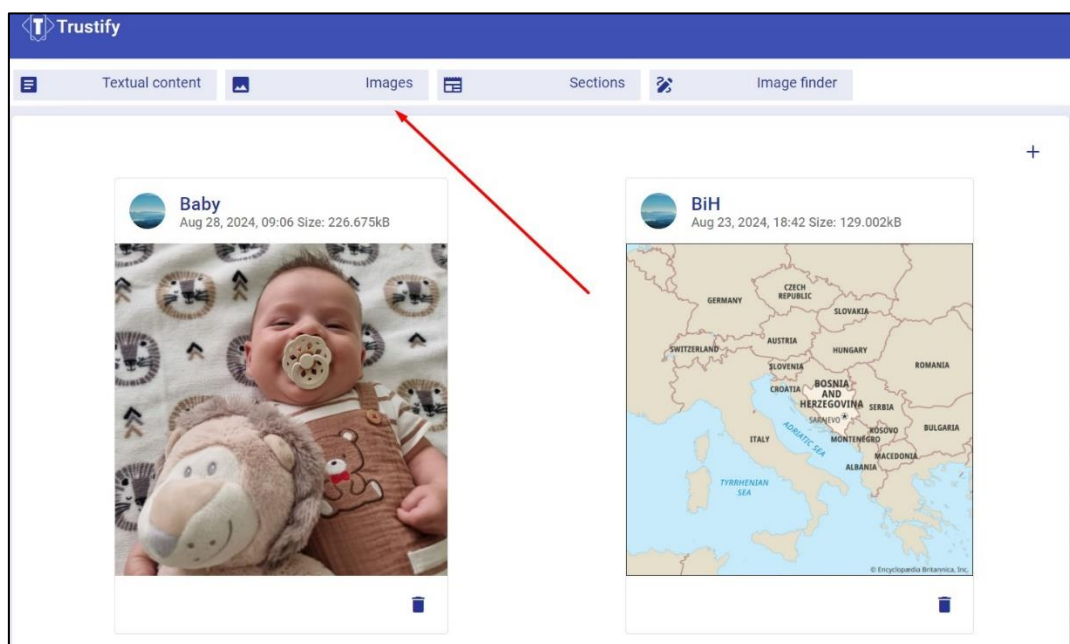 T Trustify
Textual content
Images
Sections
Image finder
+
Baby
Aug 28, 2024, 09:06 Size: 226.675kB
BiH
Aug 23, 2024, 18:42 Size: 129.002kB
CZECH
REPUBLIC
GERMANY
SLOVAKIA
AUSTRIA
SWITZERLAND
HUNGARY
SLOVENIA
ROMANIA
CROATIA
BOSNIA
AND
HERZEGOVINA
SERBIA
SARAJEVO
ADRIATIC SEA
KOSOVO
BULGARIA
ITALY
MONTENEGRO
MACEDONIA
ALBANIA
TYRRHENIAN
SEA
© Encyclopædia Britannica, Inc.